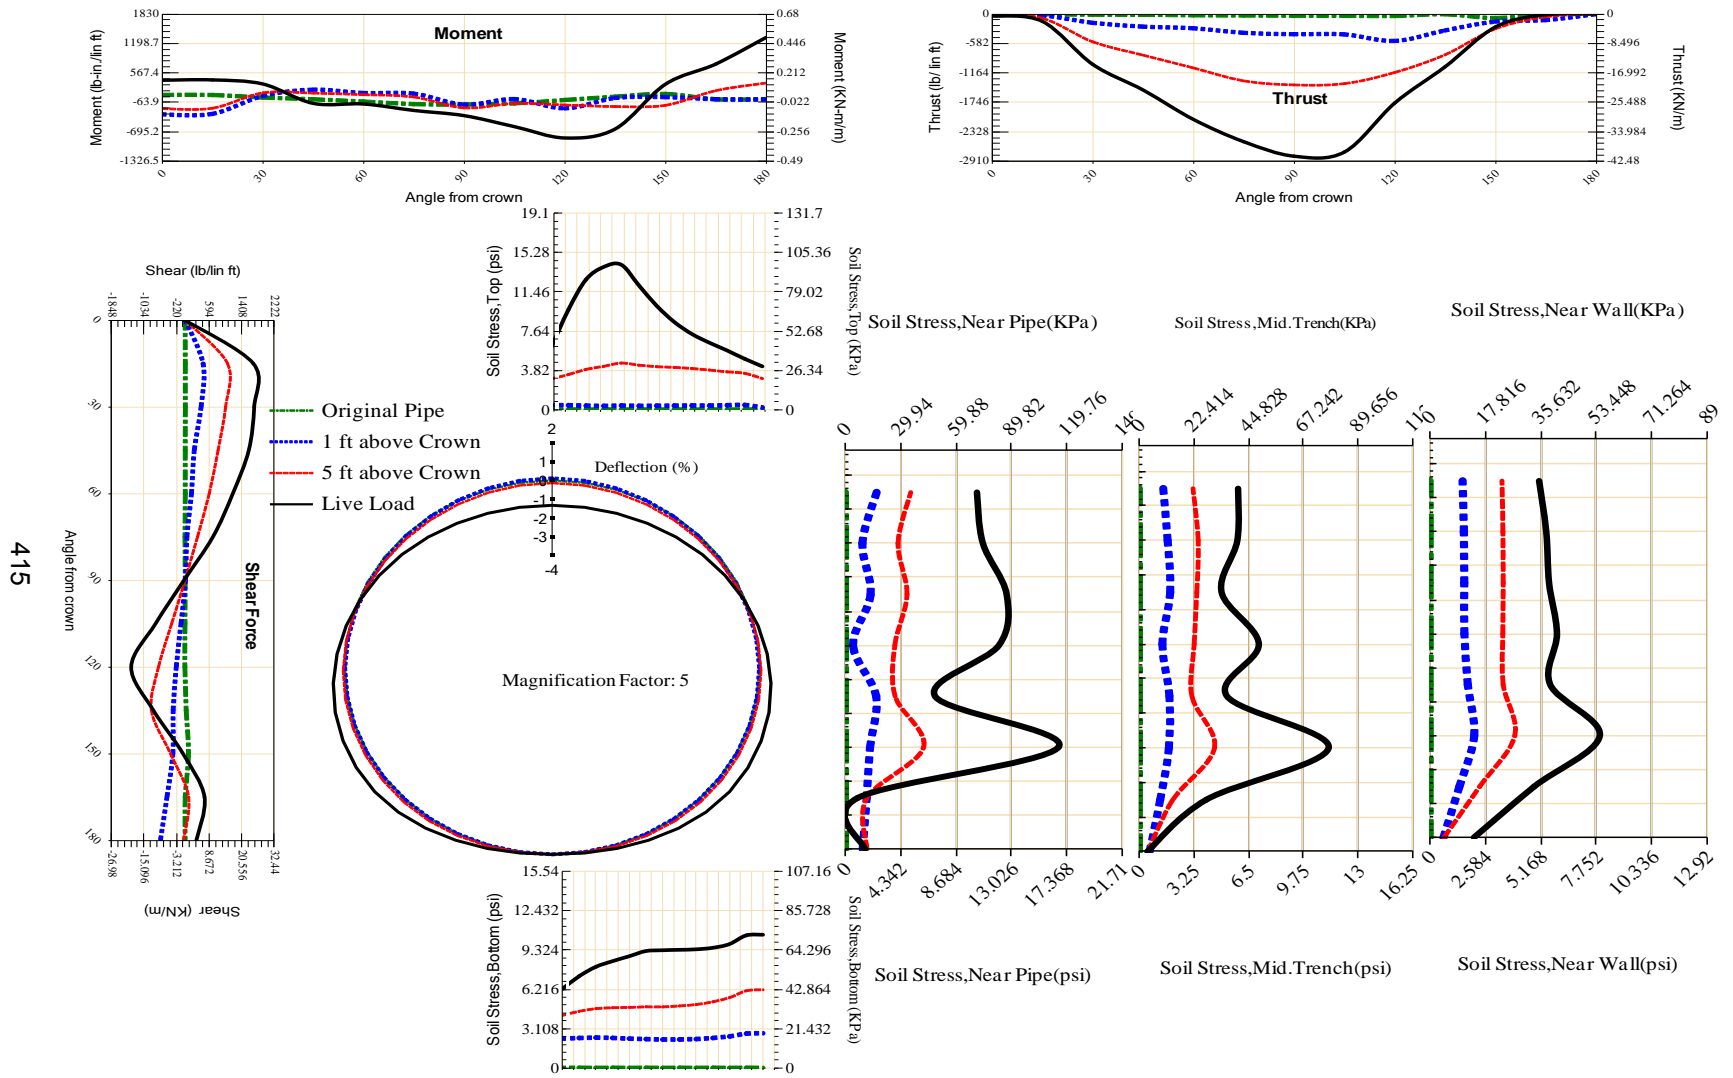 1830
1198.7
567.4
-63.9
-695.2
-1326.5
Moment (lb-in./lin ft)
Moment
0.68
0.446
0.212
-0.022
-0.256
-0.49
Moment (KN-m/m)
0 30 60 90 120 150 180
Angle from crown
0
-582
-1164
-1746
-2328
-2910
Thrust (lb/ lin ft)
Thrust
0
-8.496
-16.992
-25.488
-33.984
-42.48
Thrust (KN/m)
0 30 60 90 120 150 180
Angle from crown
19.1
15.28
11.46
7.64
3.82
0
Soil Stress,Top (psi)
131.7
105.36
79.02
52.68
26.34
0
Soil Stress,Top (KPa)
Shear (lb/lin ft)
-1848 -1034 -220 594 1408 2222
0
30
60
90
120
150
180
Angle from crown
Shear Force
-26.98 -15.096 -3.212 8.672 20.556 32.44
Shear (KN/m)
Original Pipe
1 ft above Crown
5 ft above Crown
Live Load
415
2
1
0
-1
-2
-3
-4
Deflection (%)
Magnification Factor: 5
15.54
12.432
9.324
6.216
3.108
0
Soil Stress,Bottom (psi)
107.16
85.728
64.296
42.864
21.432
0
Soil Stress,Bottom (KPa)
Soil Stress,Near Pipe(KPa)
0 29.94 59.88 89.82 119.76
0 4.342 8.684 13.026 17.368 21.71
Soil Stress,Near Pipe(psi)
Soil Stress,Mid.Trench(KPa)
0 22.414 44.828 67.242 89.656
0 3.25 6.5 9.75 13 16.25
Soil Stress,Mid.Trench(psi)
Soil Stress,Near Wall(KPa)
17.816 35.632 53.448 71.264 89
0 2.584 5.168 7.752 10.336 12.92
Soil Stress,Near Wall(psi)